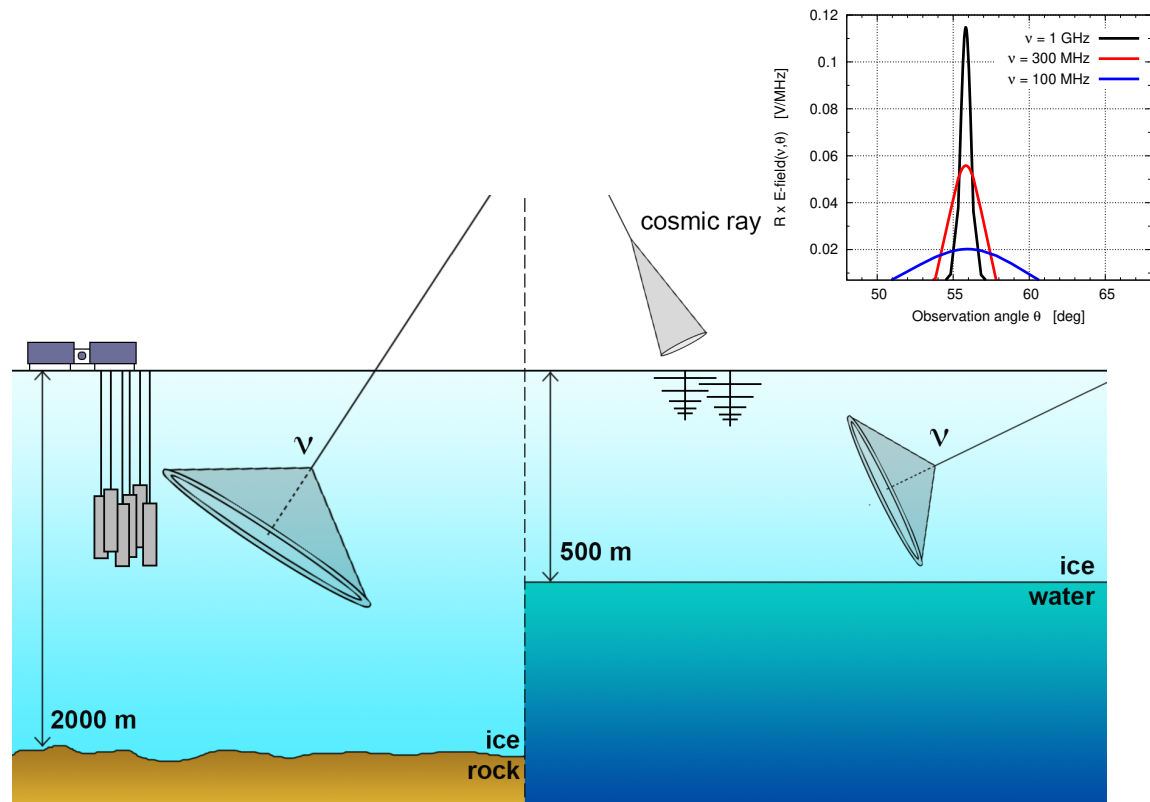 0.12
0.1
0.08
0.06
0.04
0.02
R x E-field(ν,θ) [V/MHz]
ν = 1 GHz
ν = 300 MHz
ν = 100 MHz
50
55
60
65
Observation angle θ [deg]
cosmic ray
ν
ν
500 m
ice
water
2000 m
ice
rock